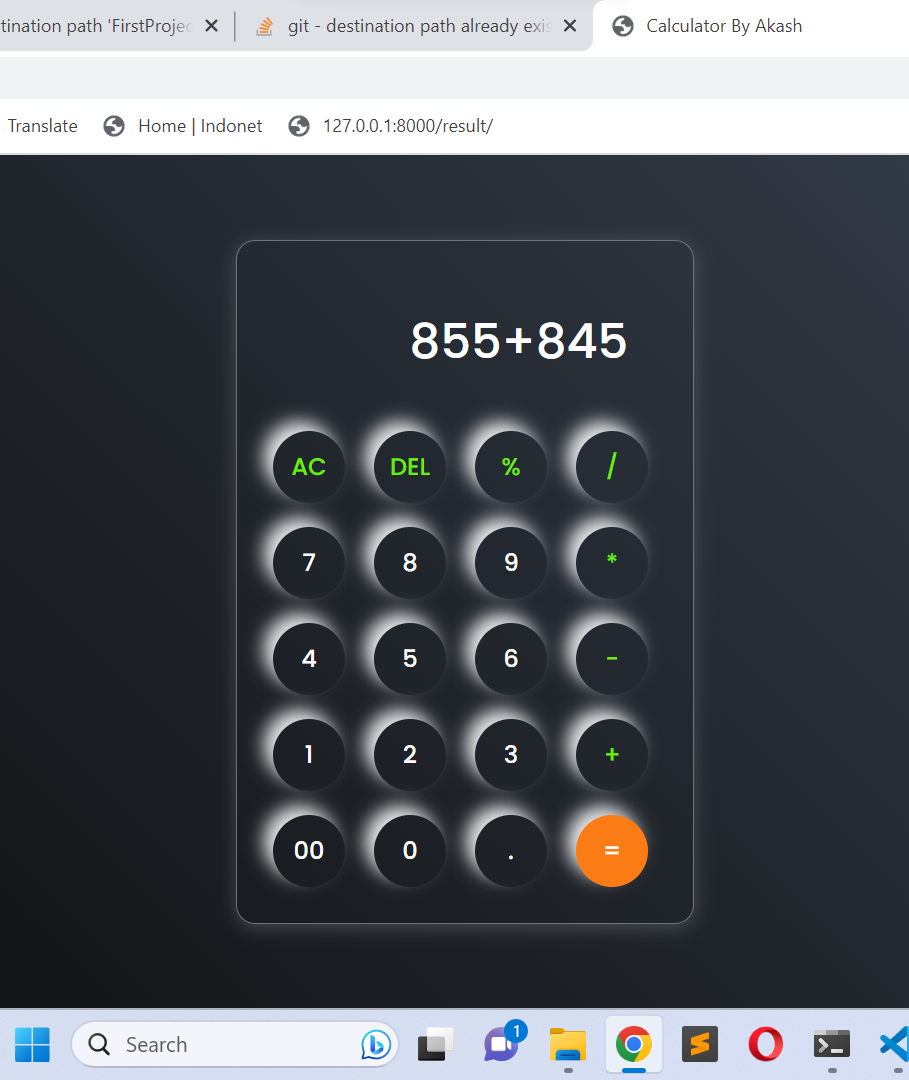 tination path 'FirstProjec
git - destination path already exis
Calculator By Akash
Translate
Home | Indonet
127.0.0.1:8000/result/
855+845
AC DEL % /
7 8 9 *
4 5 6 -
1 2 3 +
00 0 . =
Search
1